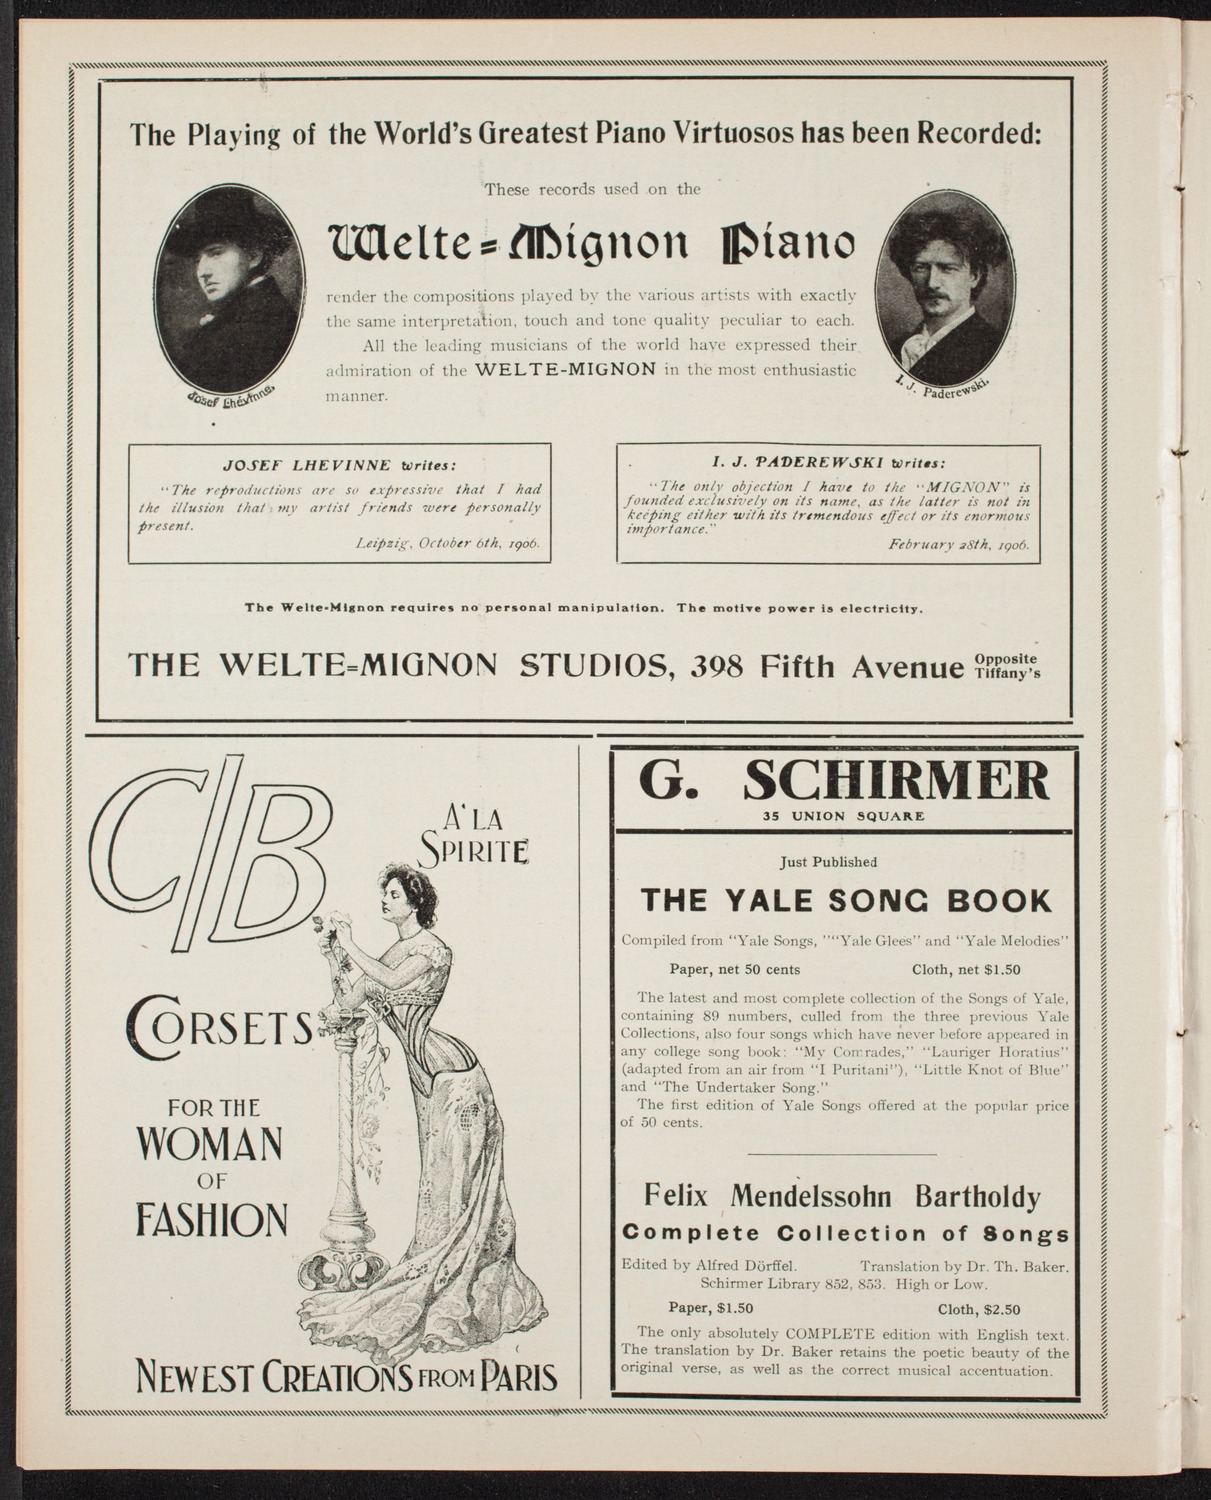 The Playing of the World's Greatest Piano Virtuosos has been Recorded:
These records used on the
Welte=Mignon Piano
render the compositions played by the various artists with exactly
the same interpretation, touch and tone quality peculiar to each.
All the leading musicians of the world have expressed their
admiration of the WELTE-MIGNON in the most enthusiastic
manner.
Josef Lhévinne.
I. J. Paderewski.
JOSEF LHEVINNE writes:
"The reproductions are so expressive that I had
the illusion that my artist friends were personally
present.
Leipzig, October 6th, 1906.
I. J. PADEREWSKI writes:
"The only objection I have to the "MIGNON" is
founded exclusively on its name, as the latter is not in
keeping either with its tremendous effect or its enormous
importance."
February 28th, 1906.
The Welte-Mignon requires no personal manipulation. The motive power is electricity.
THE WELTE=MIGNON STUDIOS, 398 Fifth Avenue Opposite
Tiffany's
C/B
A' LA
SPIRITE
CORSETS
FOR THE
WOMAN
OF
FASHION
NEWEST CREATIONS FROM PARIS
G. SCHIRMER
35 UNION SQUARE
Just Published
THE YALE SONG BOOK
Compiled from "Yale Songs, ""Yale Glees" and "Yale Melodies"
Paper, net 50 cents Cloth, net $1.50
The latest and most complete collection of the Songs of Yale,
containing 89 numbers, culled from the three previous Yale
Collections, also four songs which have never before appeared in
any college song book: "My Comrades," "Lauriger Horatius"
(adapted from an air from "I Puritani"), "Little Knot of Blue"
and "The Undertaker Song."
The first edition of Yale Songs offered at the popular price
of 50 cents.
Felix Mendelssohn Bartholdy
Complete Collection of Songs
Edited by Alfred Dörffel. Translation by Dr. Th. Baker.
Schirmer Library 852, 853. High or Low.
Paper, $1.50 Cloth, $2.50
The only absolutely COMPLETE edition with English text.
The translation by Dr. Baker retains the poetic beauty of the
original verse, as well as the correct musical accentuation.